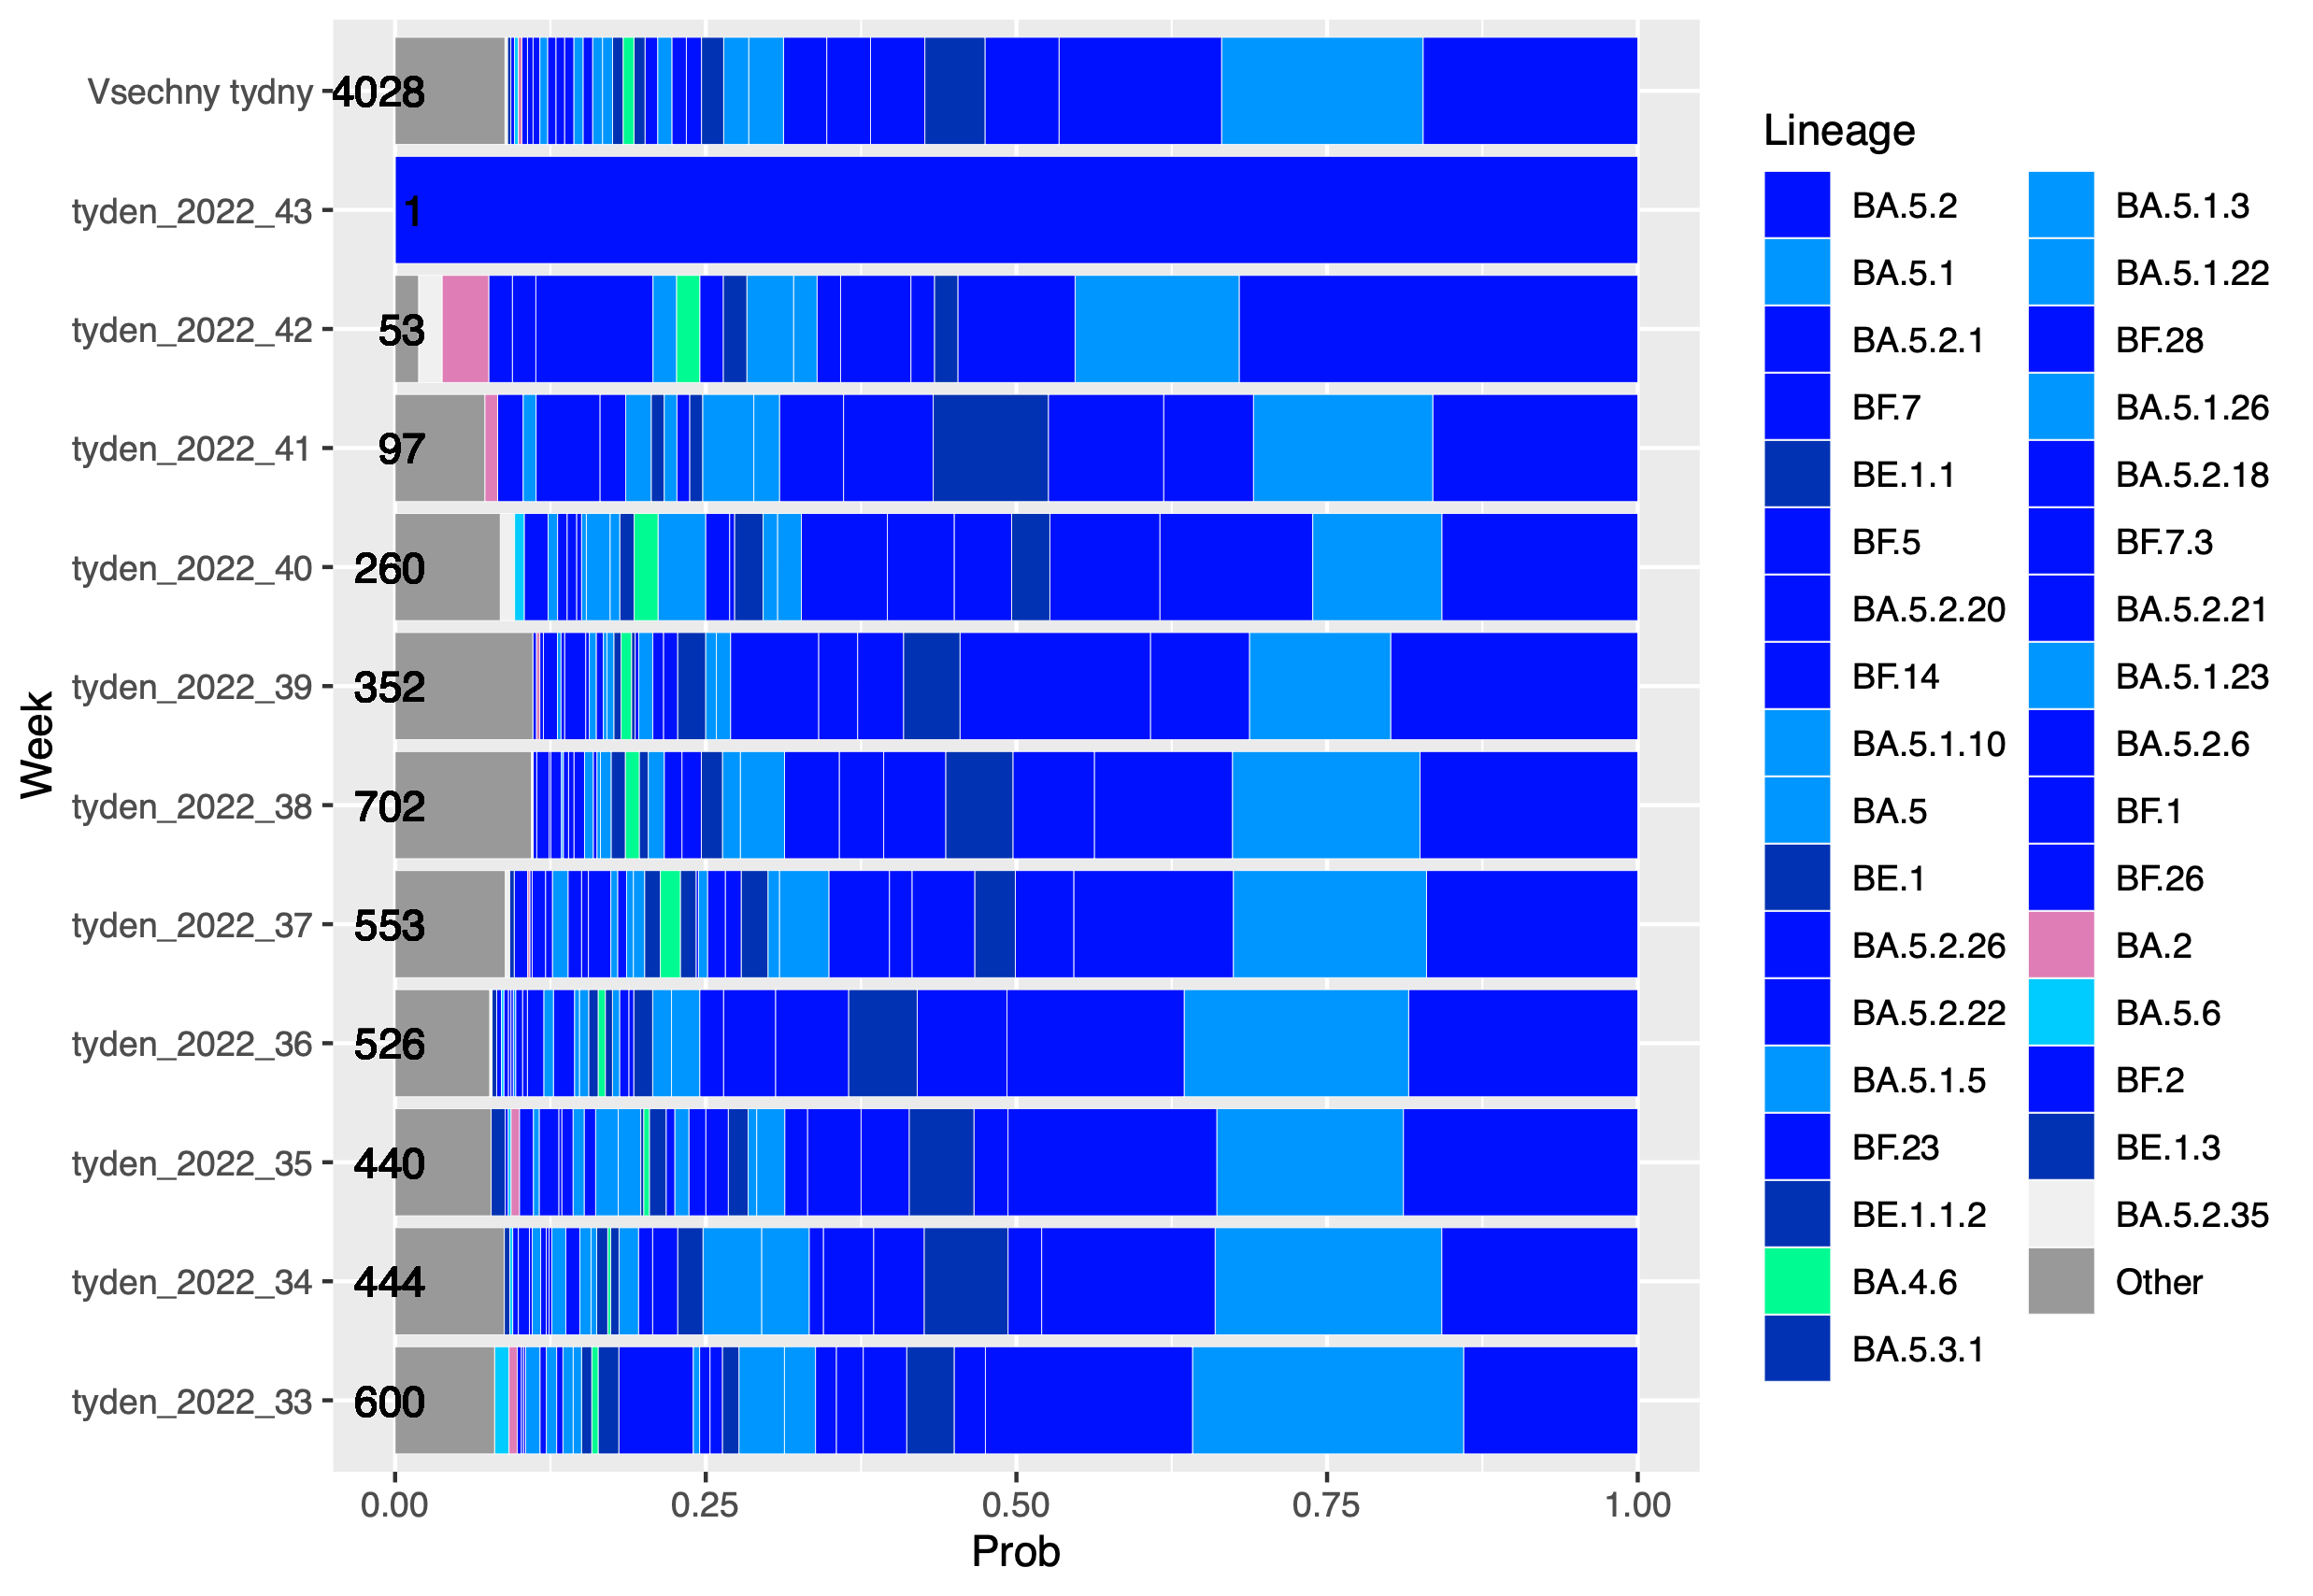 Week
Vsechny tydny 4028
tyden_2022_43 1
tyden_2022_42 53
tyden_2022_41 97
tyden_2022_40 260
tyden_2022_39 352
tyden_2022_38 702
tyden_2022_37 553
tyden_2022_36 526
tyden_2022_35 440
tyden_2022_34 444
tyden_2022_33 600
0.00 0.25 0.50 0.75 1.00
Prob
Lineage
BA.5.2
BA.5.1
BA.5.2.1
BF.7
BE.1.1
BF.5
BA.5.2.20
BF.14
BA.5.1.10
BA.5
BE.1
BA.5.2.26
BA.5.2.22
BA.5.1.5
BF.23
BE.1.1.2
BA.4.6
BA.5.3.1
BA.5.1.3
BA.5.1.22
BF.28
BA.5.1.26
BA.5.2.18
BF.7.3
BA.5.2.21
BA.5.1.23
BA.5.2.6
BF.1
BF.26
BA.2
BA.5.6
BF.2
BE.1.3
BA.5.2.35
Other